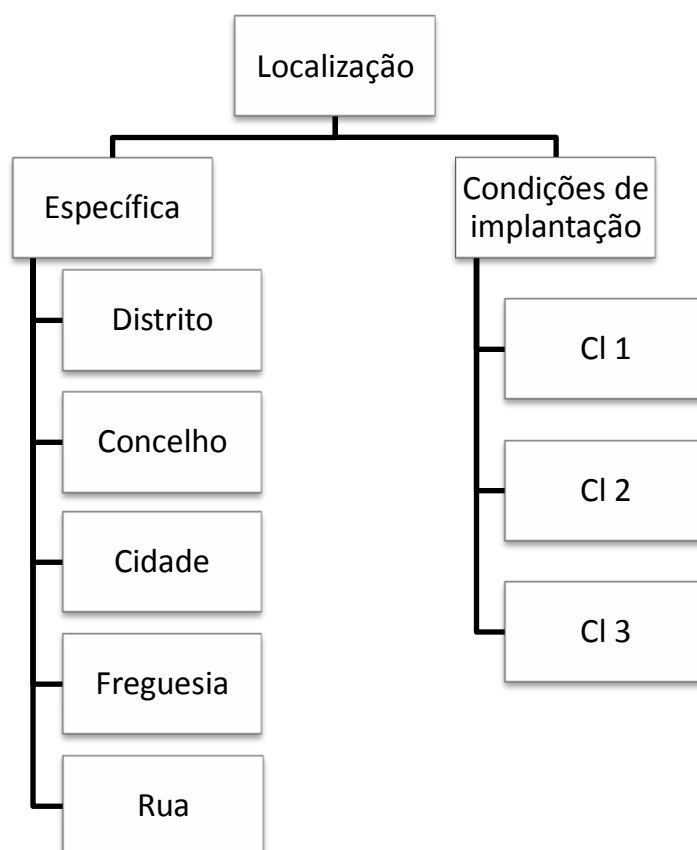 Localização
Específica
Condições de
implantação
Distrito
Concelho
Cidade
Freguesia
Rua
Cl 1
Cl 2
Cl 3